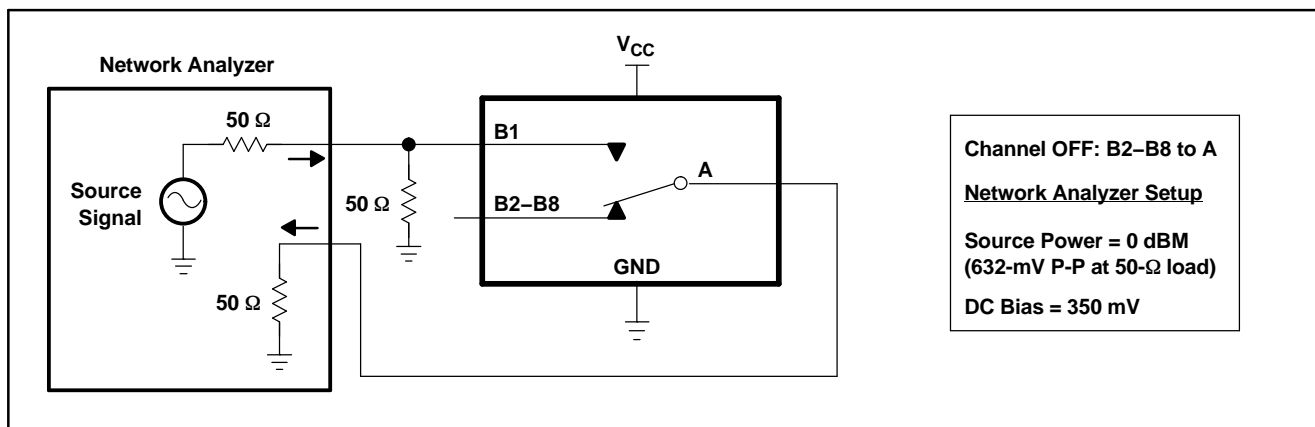 V_CC
Network Analyzer
50 Ω
B1
Source
Signal
50 Ω
A
B2–B8
50 Ω
GND
Channel OFF: B2–B8 to A
Network Analyzer Setup
Source Power = 0 dBM
(632-mV P-P at 50-Ω load)
DC Bias = 350 mV